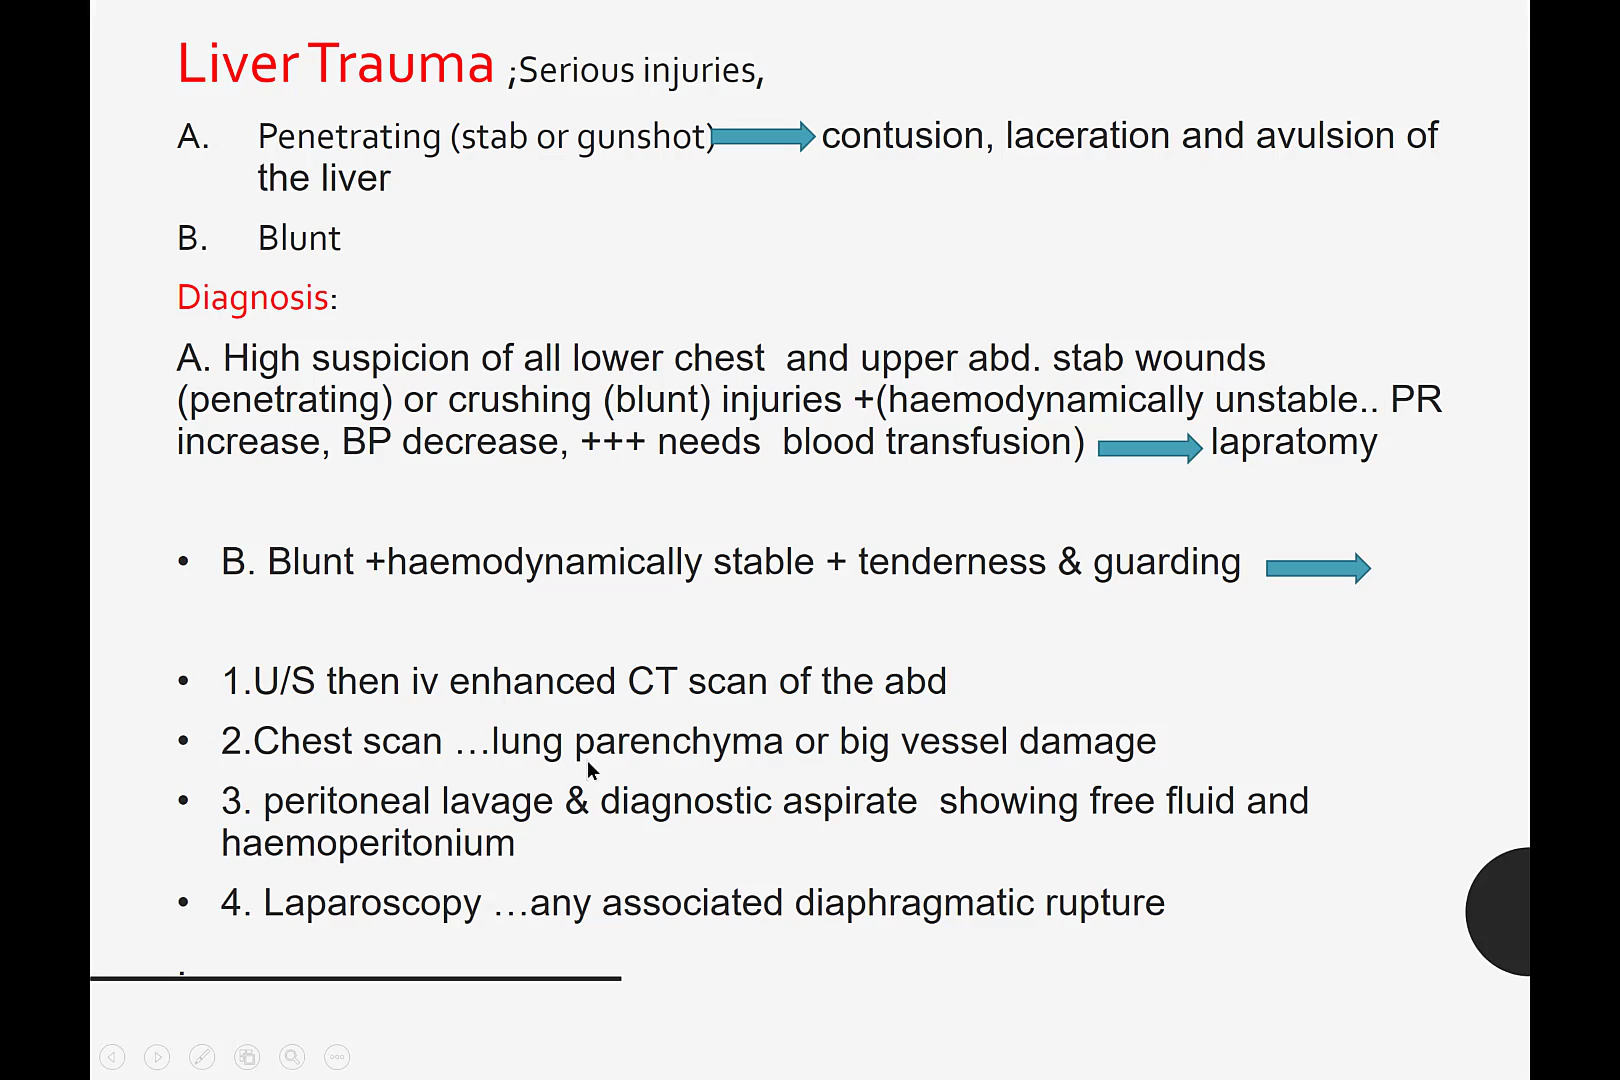 Liver Trauma ;Serious injuries,
A. Penetrating (stab or gunshot) contusion, laceration and avulsion of
the liver
B. Blunt
Diagnosis:
A. High suspicion of all lower chest and upper abd. stab wounds
(penetrating) or crushing (blunt) injuries +(haemodynamically unstable.. PR
increase, BP decrease, +++ needs blood transfusion) lapratomy
• B. Blunt +haemodynamically stable + tenderness & guarding
• 1.U/S then iv enhanced CT scan of the abd
• 2.Chest scan …lung parenchyma or big vessel damage
• 3. peritoneal lavage & diagnostic aspirate showing free fluid and
haemoperitonium
• 4. Laparoscopy …any associated diaphragmatic rupture
.